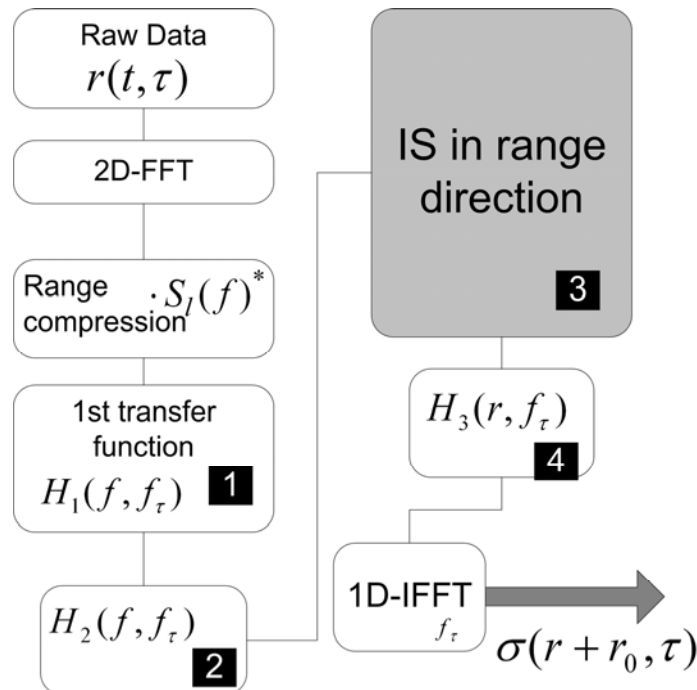 Raw Data
r(t, τ)
2D-FFT
Range
compression · S_l(f)^*
1st transfer
function
H_1(f, f_τ) 1
H_2(f, f_τ)
2
IS in range
direction
3
H_3(r, f_τ)
4
1D-IFFT
f_τ
σ(r + r_0, τ)